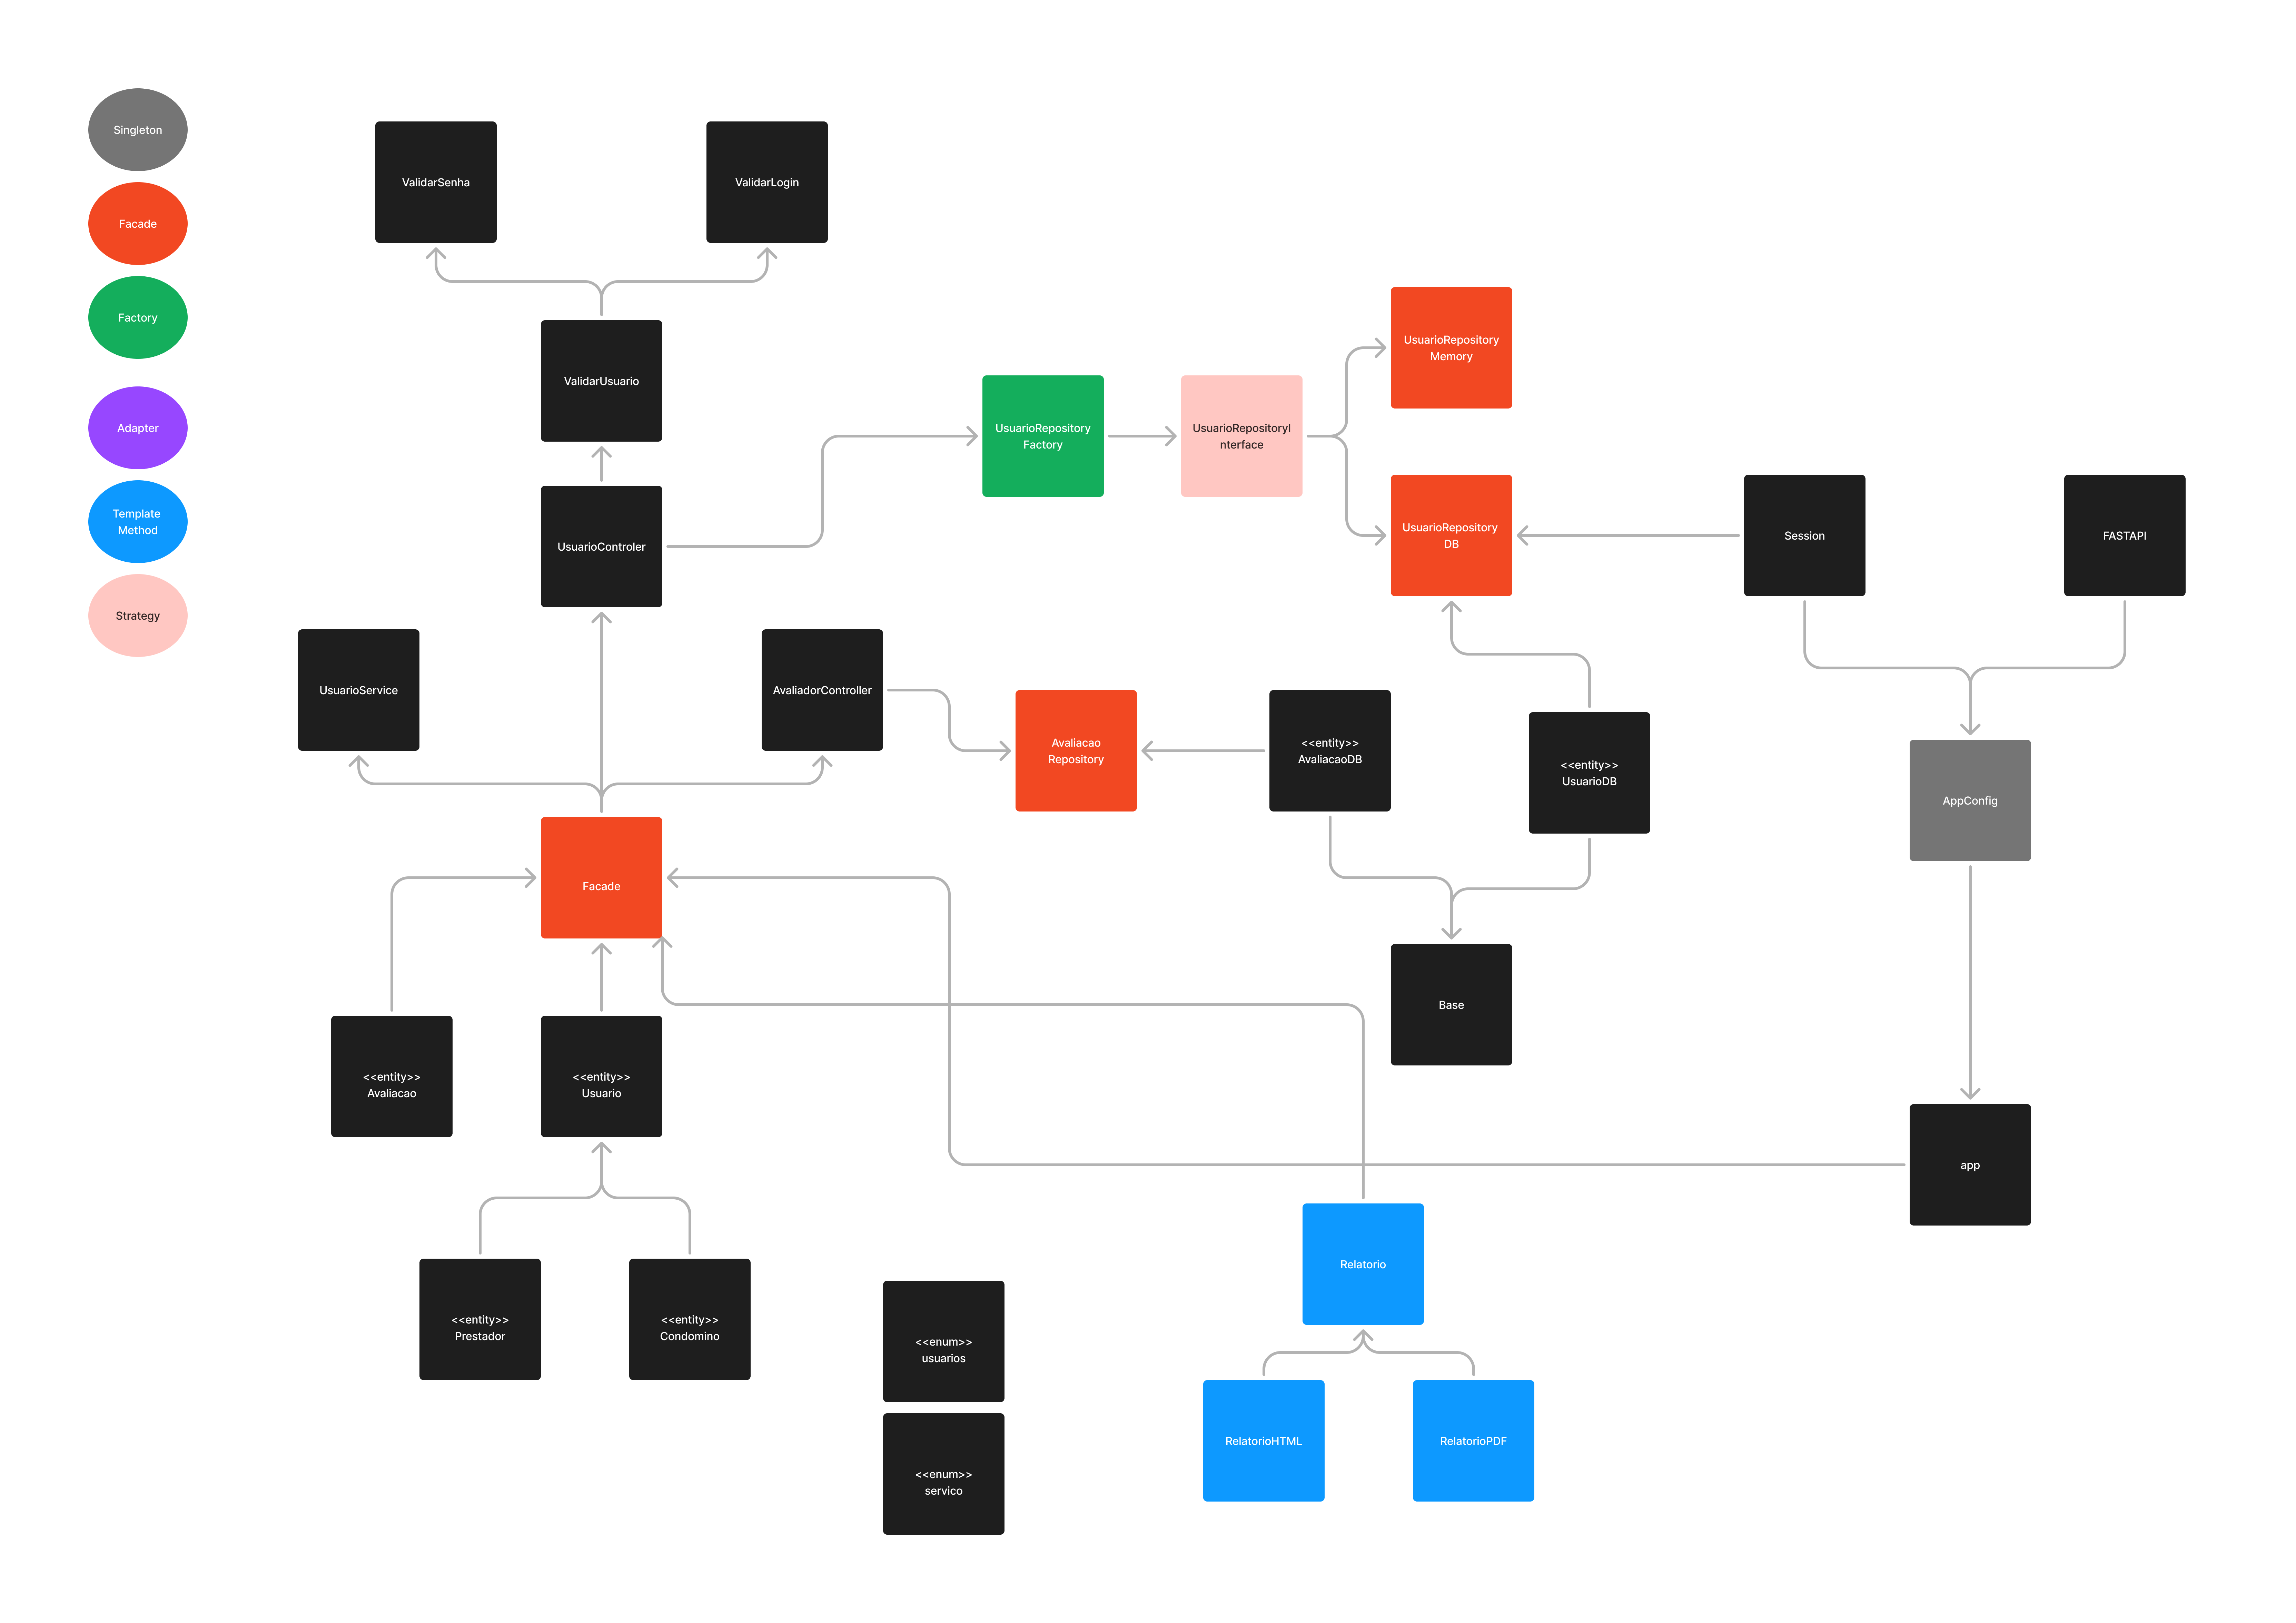 Singleton
Facade
Factory
Adapter
Template
Method
Strategy
ValidarSenha
ValidarLogin
ValidarUsuario
UsuarioControler
UsuarioRepository
Factory
UsuarioRepositoryI
nterface
UsuarioRepository
Memory
UsuarioRepository
DB
Session
FASTAPI
UsuarioService
AvaliadorController
Avaliacao
Repository
<<entity>>
AvaliacaoDB
<<entity>>
UsuarioDB
AppConfig
Facade
Base
<<entity>>
Avaliacao
<<entity>>
Usuario
app
Relatorio
<<entity>>
Prestador
<<entity>>
Condomino
<<enum>>
usuarios
RelatorioHTML
RelatorioPDF
<<enum>>
servico